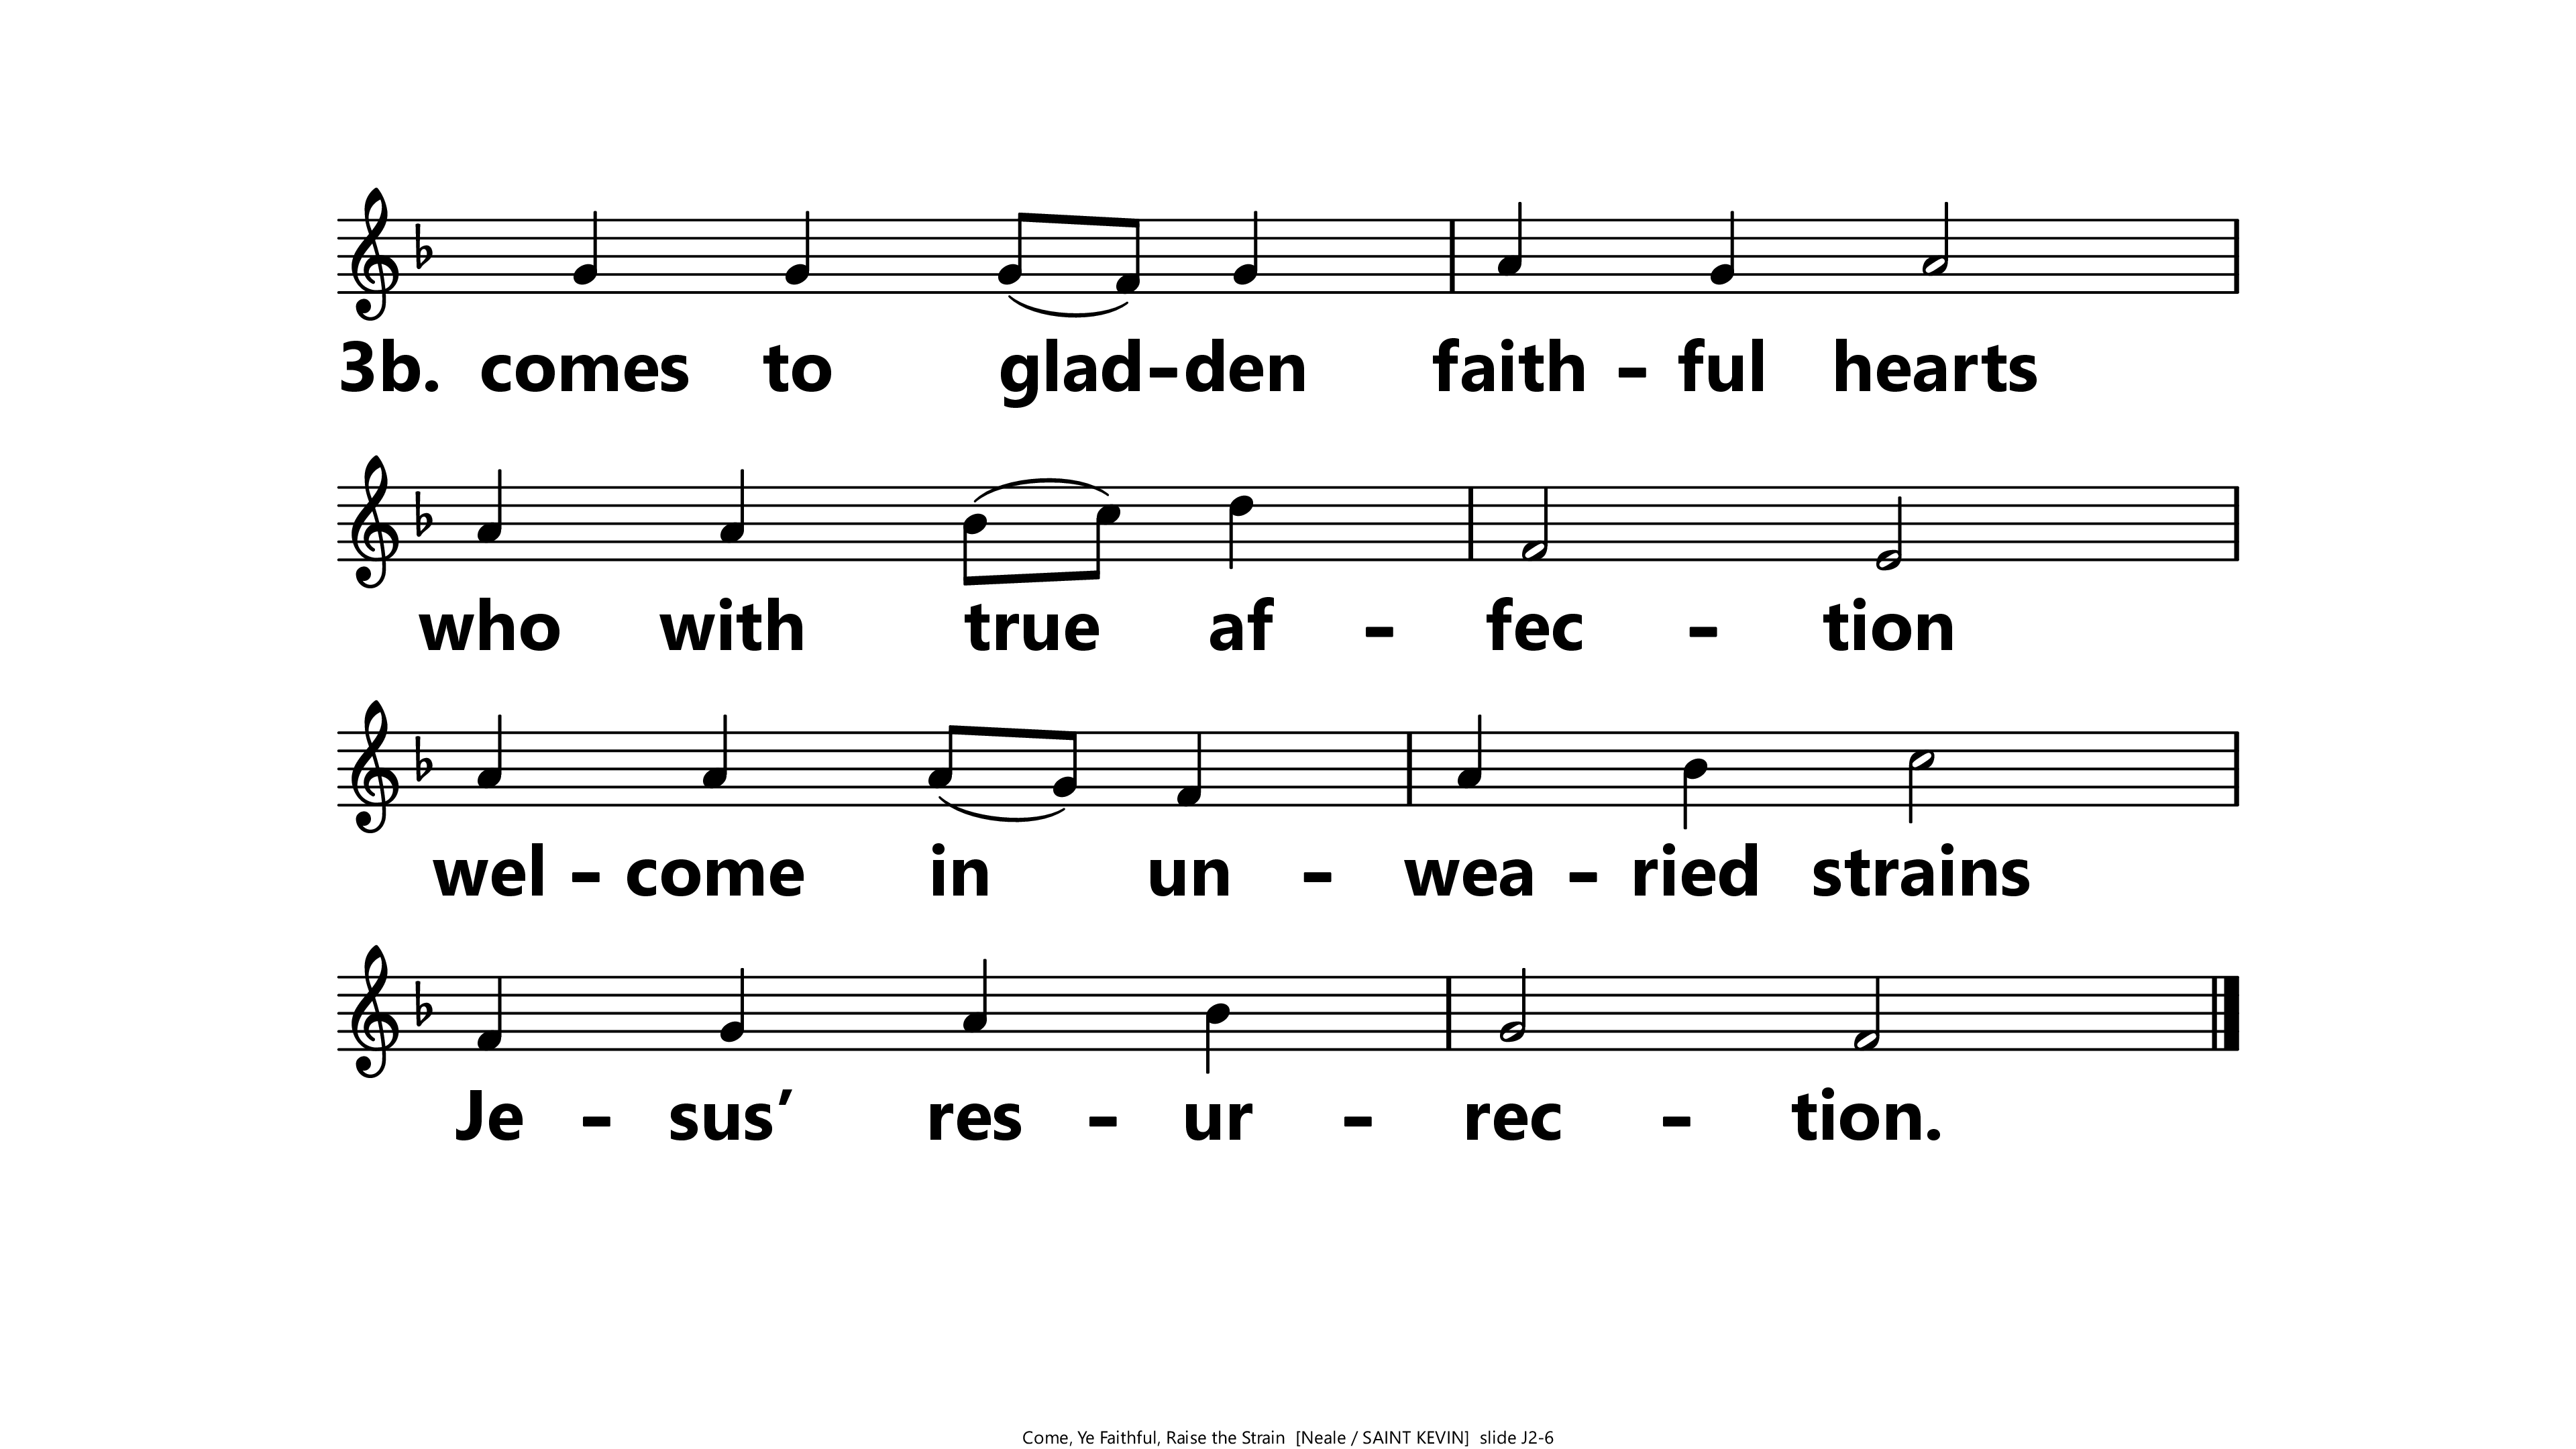 3b. comes to glad-den faith - ful hearts
who with true af - fec - tion
wel - come in un - wea - ried strains
Je - sus’ res - ur - rec - tion.
Come, Ye Faithful, Raise the Strain [Neale / SAINT KEVIN] slide J2-6